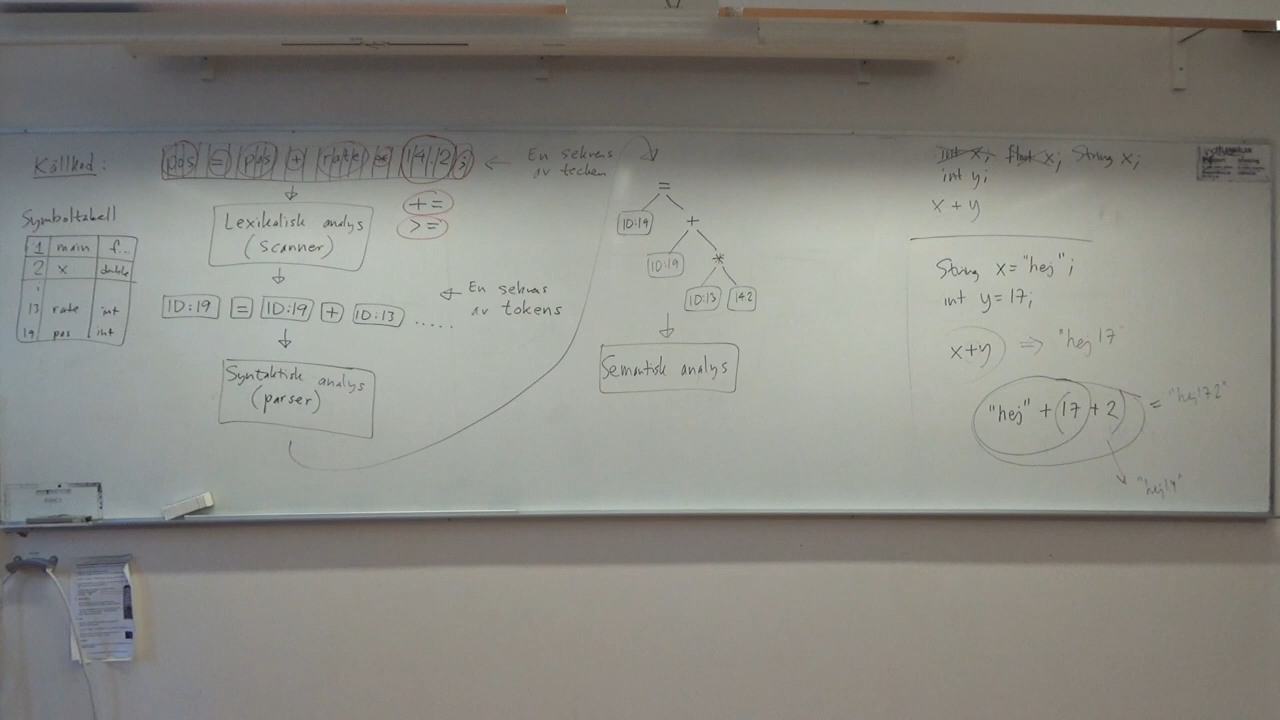 Källkod:
pos = pos + rate * 14.2;
← En sekvens
av tecken
Symboltabell
1 main f...
2 x double
13 rate int
19 pos int
Lexikalisk analys
(scanner)
+=
>=
ID:19 = ID:19 + ID:13 .....
← En sekvens
av tokens
Syntaktisk analys
(parser)
=
ID:19 +
ID:19 *
ID:13 14.2
Semantisk analys
int x; float x; String x;
int y;
x + y
String x = "hej";
int y = 17;
x+y ⇒ "hej17"
"hej" + (17 + 2) = "hej172"
"hej19"